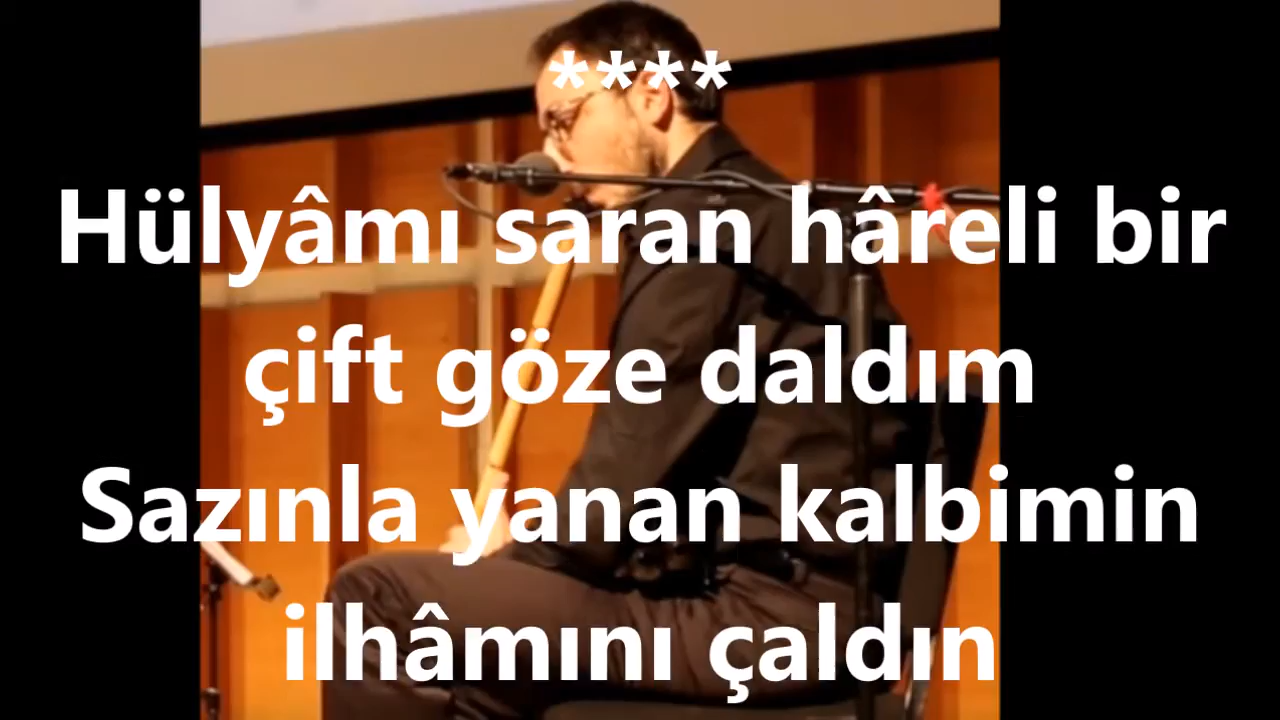 ****
Hülyâmı saran hâreli bir
çift göze daldım
Sazınla yanan kalbimin
ilhâmını çaldın